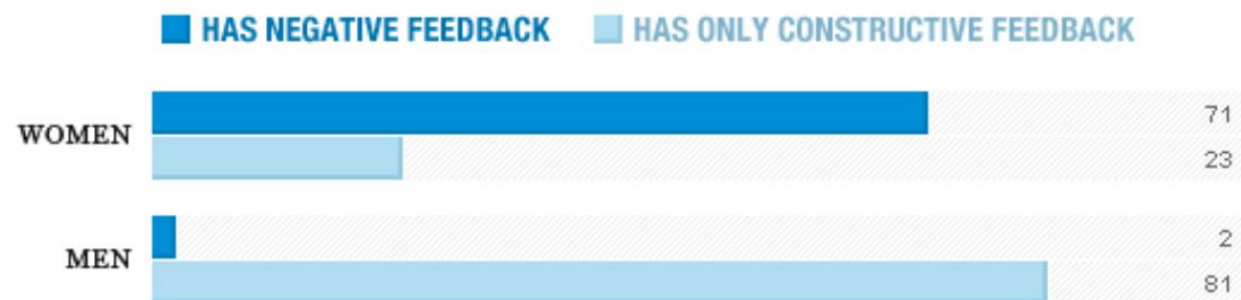 HAS NEGATIVE FEEDBACK HAS ONLY CONSTRUCTIVE FEEDBACK
WOMEN
71
23
MEN
2
81